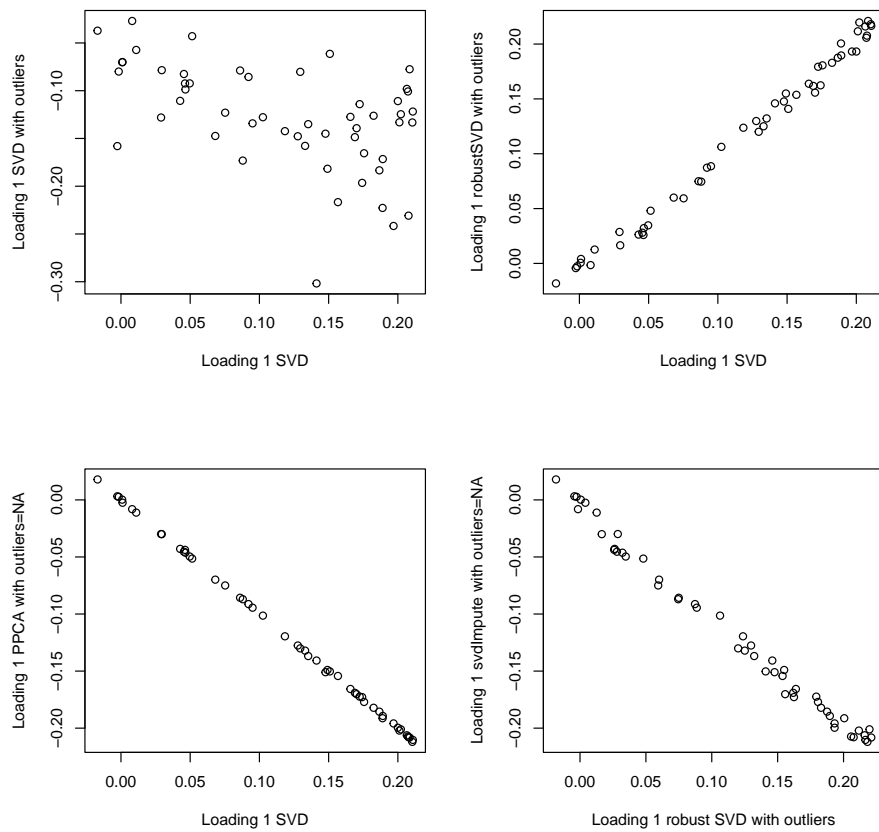 Loading 1 SVD with outliers
−0.10
−0.20
−0.30
0.00 0.05 0.10 0.15 0.20
Loading 1 SVD
Loading 1 robustSVD with outliers
0.20
0.15
0.10
0.05
0.00
0.00 0.05 0.10 0.15 0.20
Loading 1 SVD
Loading 1 PPCA with outliers=NA
0.00
−0.05
−0.10
−0.15
−0.20
0.00 0.05 0.10 0.15 0.20
Loading 1 SVD
Loading 1 svdImpute with outliers=NA
0.00
−0.05
−0.10
−0.15
−0.20
0.00 0.05 0.10 0.15 0.20
Loading 1 robust SVD with outliers